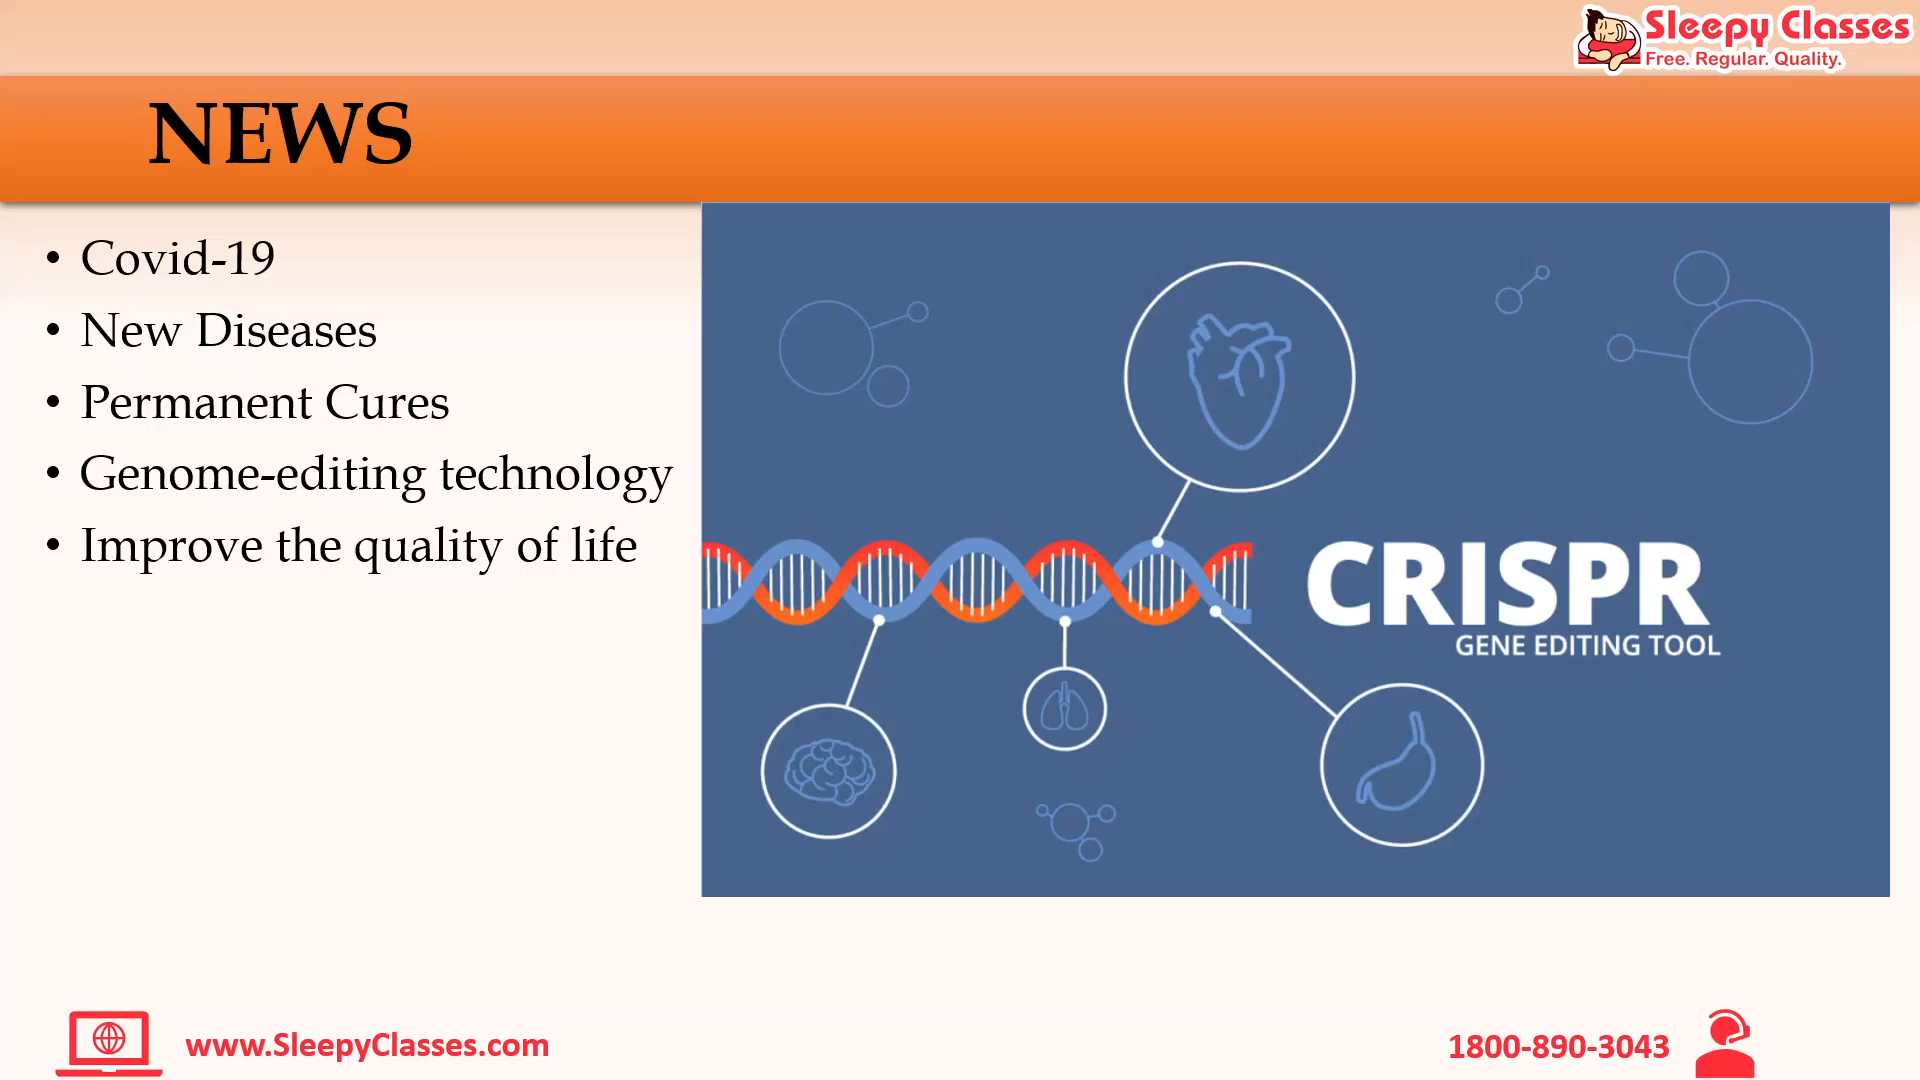 Sleepy Classes
Free. Regular. Quality.
NEWS
• Covid-19
• New Diseases
• Permanent Cures
• Genome-editing technology
• Improve the quality of life
CRISPR
GENE EDITING TOOL
www.SleepyClasses.com
1800-890-3043